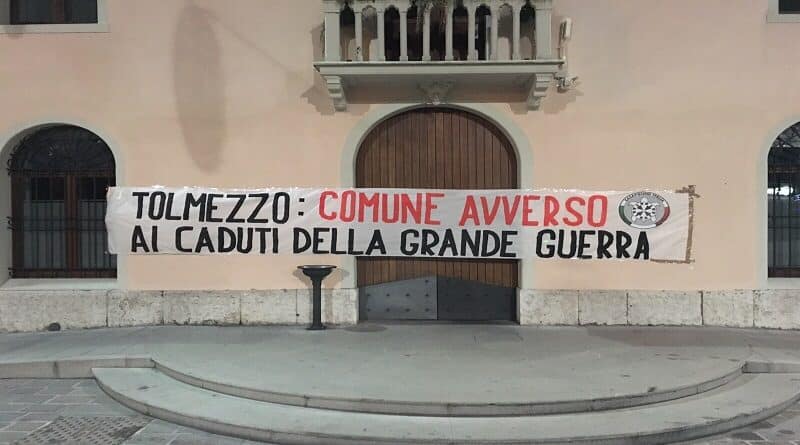 TOLMEZZO: COMUNE AVVERSO
AI CADUTI DELLA GRANDE GUERRA